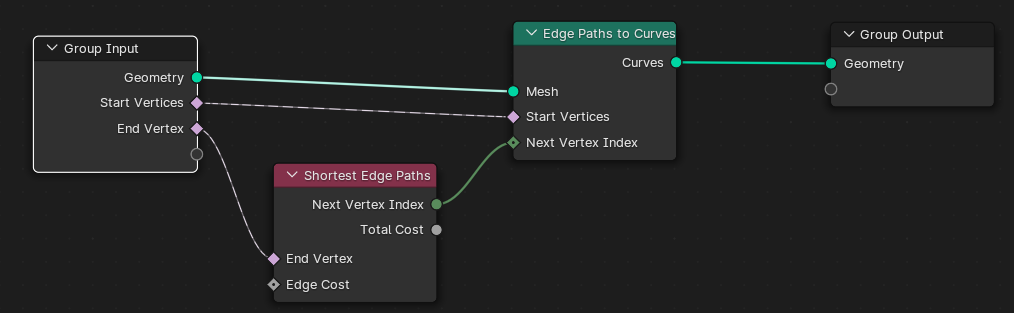 Group Input
Geometry
Start Vertices
End Vertex
Shortest Edge Paths
Next Vertex Index
Total Cost
End Vertex
Edge Cost
Edge Paths to Curves
Curves
Mesh
Start Vertices
Next Vertex Index
Group Output
Geometry